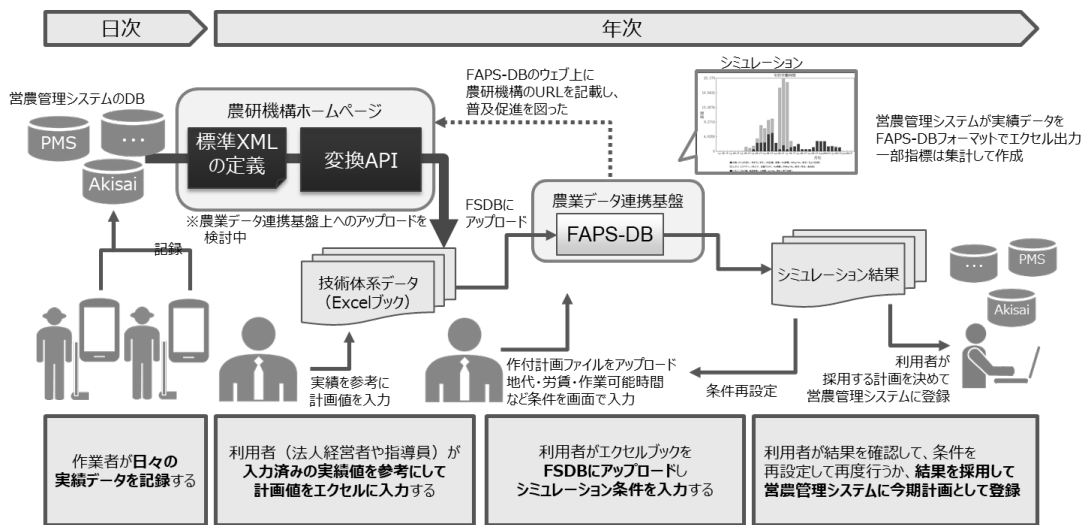 日次
年次
営農管理システムのDB
PMS
…
Akisai
農研機構ホームページ
標準XML
の定義
変換API
※農業データ連携基盤上へのアップロードを
検討中
FAPS-DBのウェブ上に
農研機構のURLを記載し、
普及促進を図った
シミュレーション
営農管理システムが実績データを
FAPS-DBフォーマットでエクセル出力
一部指標は集計して作成
FSDBに
アップロード
農業データ連携基盤
FAPS-DB
記録
技術体系データ
(Excelブック)
シミュレーション結果
…
PMS
Akisai
実績を参考に
計画値を入力
作付計画ファイルをアップロード
地代・労賃・作業可能時間
など条件を画面で入力
条件再設定
利用者が
採用する計画を決めて
営農管理システムに登録
作業者が日々の
実績データを記録する
利用者（法人経営者や指導員）が
入力済みの実績値を参考にして
計画値をエクセルに入力する
利用者がエクセルブックを
FSDBにアップロードし
シミュレーション条件を入力する
利用者が結果を確認して、条件を
再設定して再度行うか、結果を採用して
営農管理システムに今期計画として登録